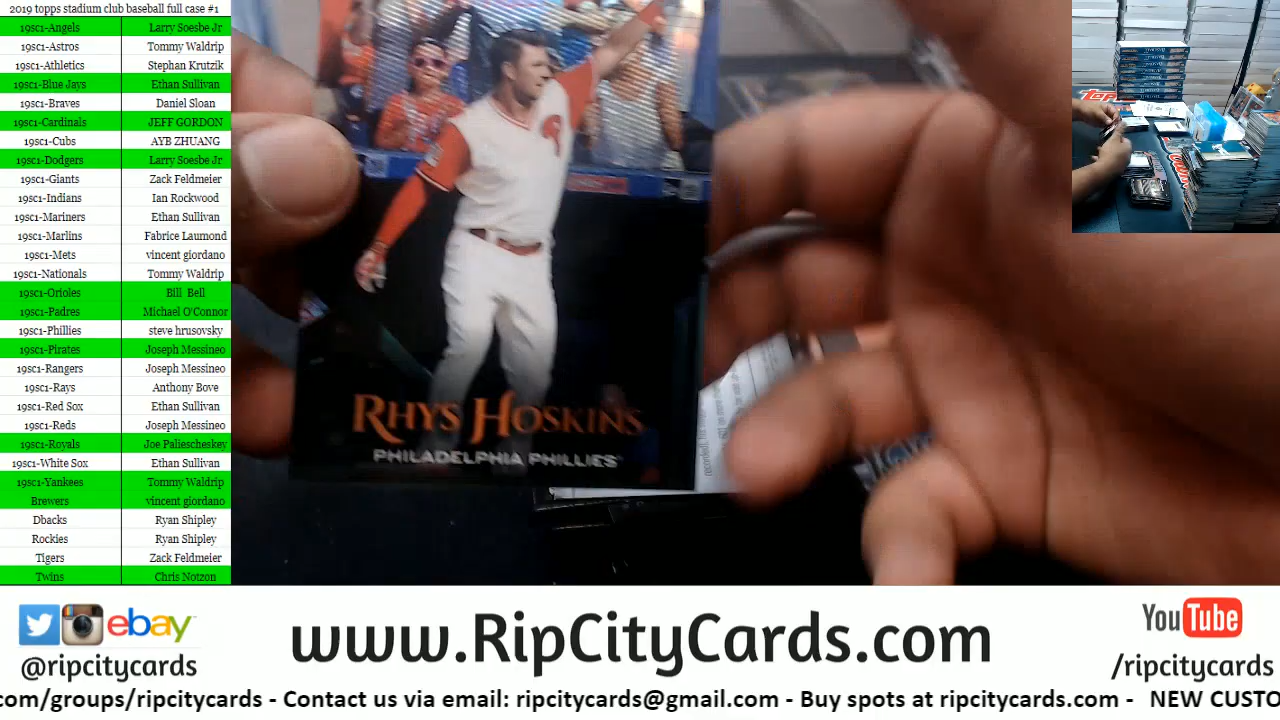 2019 topps stadium club baseball full case #1
19sc1-Angels Larry Soesbe Jr
19sc1-Astros Tommy Waldrip
19sc1-Athletics Stephan Krutzik
19sc1-Blue Jays Ethan Sullivan
19sc1-Braves Daniel Sloan
19sc1-Cardinals JEFF GORDON
19sc1-Cubs AYB ZHUANG
19sc1-Dodgers Larry Soesbe Jr
19sc1-Giants Zack Feldmeier
19sc1-Indians Ian Rockwood
19sc1-Mariners Ethan Sullivan
19sc1-Marlins Fabrice Laumond
19sc1-Mets vincent giordano
19sc1-Nationals Tommy Waldrip
19sc1-Orioles Bill Bell
19sc1-Padres Michael O'Connor
19sc1-Phillies steve hrusovsky
19sc1-Pirates Joseph Messineo
19sc1-Rangers Joseph Messineo
19sc1-Rays Anthony Bove
19sc1-Red Sox Ethan Sullivan
19sc1-Reds Joseph Messineo
19sc1-Royals Joe Paliescheskey
19sc1-White Sox Ethan Sullivan
19sc1-Yankees Tommy Waldrip
Brewers vincent giordano
Dbacks Ryan Shipley
Rockies Ryan Shipley
Tigers Zack Feldmeier
Twins Chris Notzon
RHYS HOSKINS
PHILADELPHIA PHILLIES
ebay
@ripcitycards
www.RipCityCards.com
YouTube
/ripcitycards
com/groups/ripcitycards - Contact us via email: ripcitycards@gmail.com - Buy spots at ripcitycards.com - NEW CUSTO